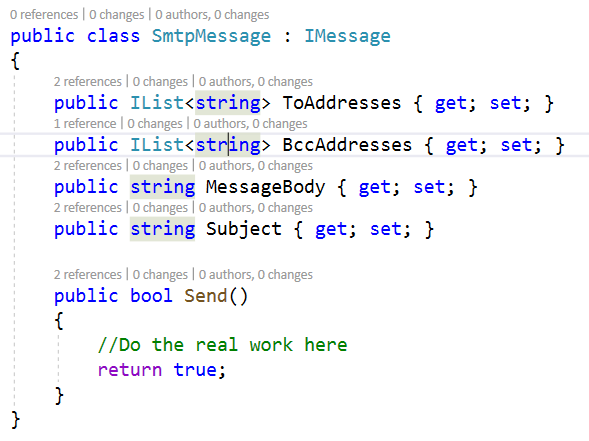 0 references | 0 changes | 0 authors, 0 changes
public class SmtpMessage : IMessage
{
2 references | 0 changes | 0 authors, 0 changes
public IList<string> ToAddresses { get; set; }
1 reference | 0 changes | 0 authors, 0 changes
public IList<string> BccAddresses { get; set; }
2 references | 0 changes | 0 authors, 0 changes
public string MessageBody { get; set; }
2 references | 0 changes | 0 authors, 0 changes
public string Subject { get; set; }
2 references | 0 changes | 0 authors, 0 changes
public bool Send()
{
//Do the real work here
return true;
}
}